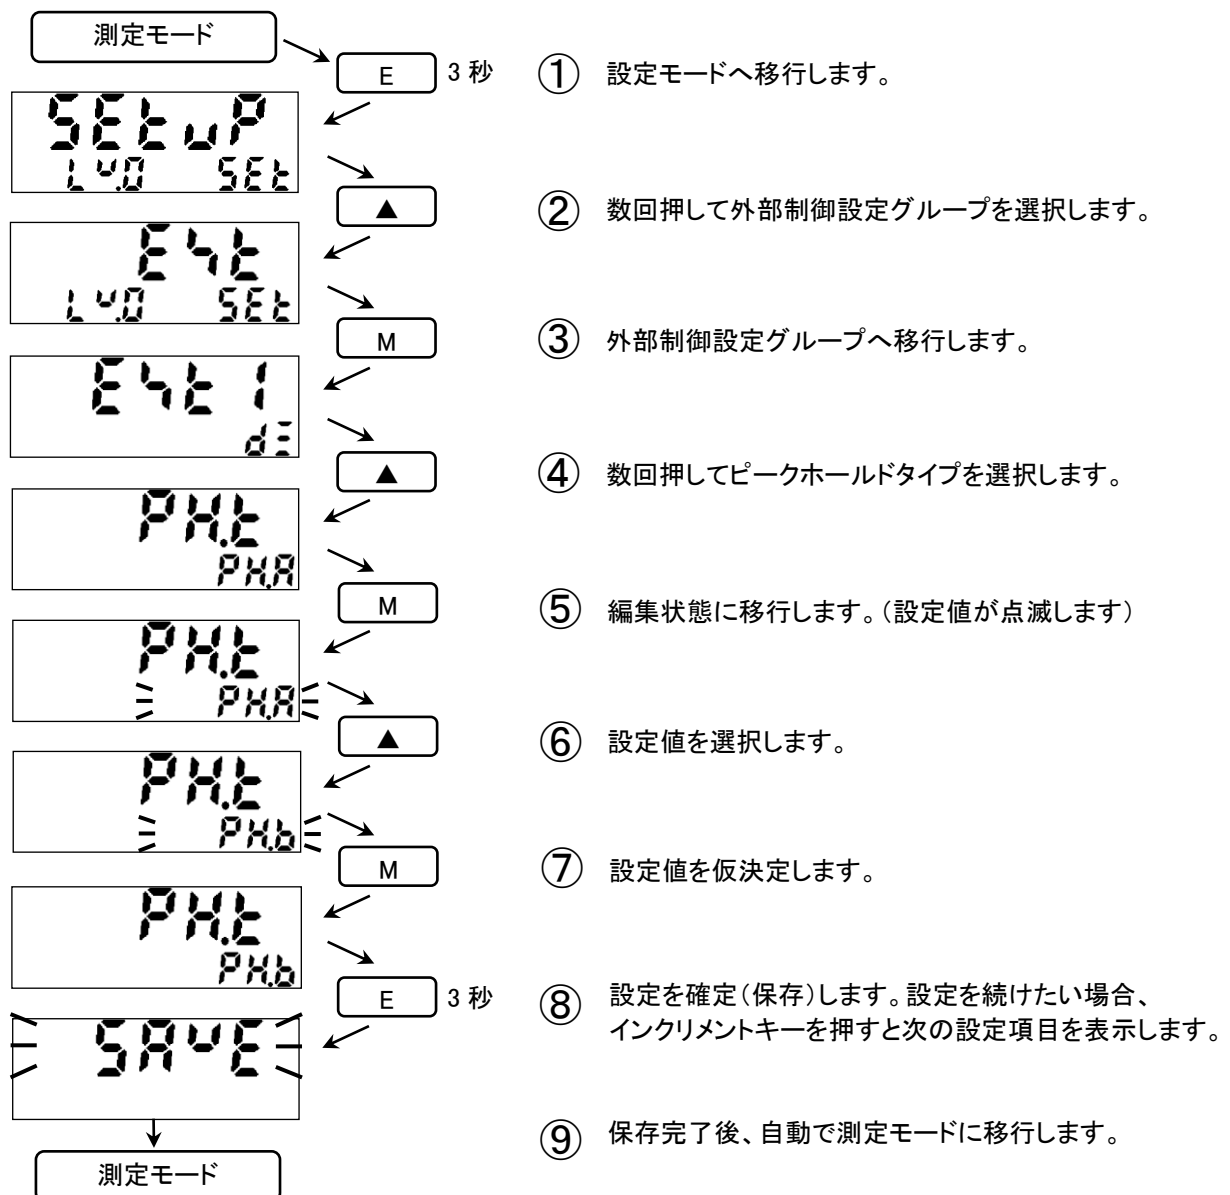 測定モード
E 3 秒 ① 設定モードへ移行します。
SEtuP
Lv.0 SEt
▲ ② 数回押して外部制御設定グループを選択します。
Lv.0 SEt
M ③ 外部制御設定グループへ移行します。
▲ ④ 数回押してピークホールドタイプを選択します。
PH.t
PH.A
M ⑤ 編集状態に移行します。（設定値が点滅します）
PH.t
PH.A
▲ ⑥ 設定値を選択します。
PH.t
PH.b
M ⑦ 設定値を仮決定します。
PH.t
PH.b
E 3 秒 ⑧ 設定を確定（保存）します。設定を続けたい場合、
インクリメントキーを押すと次の設定項目を表示します。
SAvE
⑨ 保存完了後、自動で測定モードに移行します。
測定モード